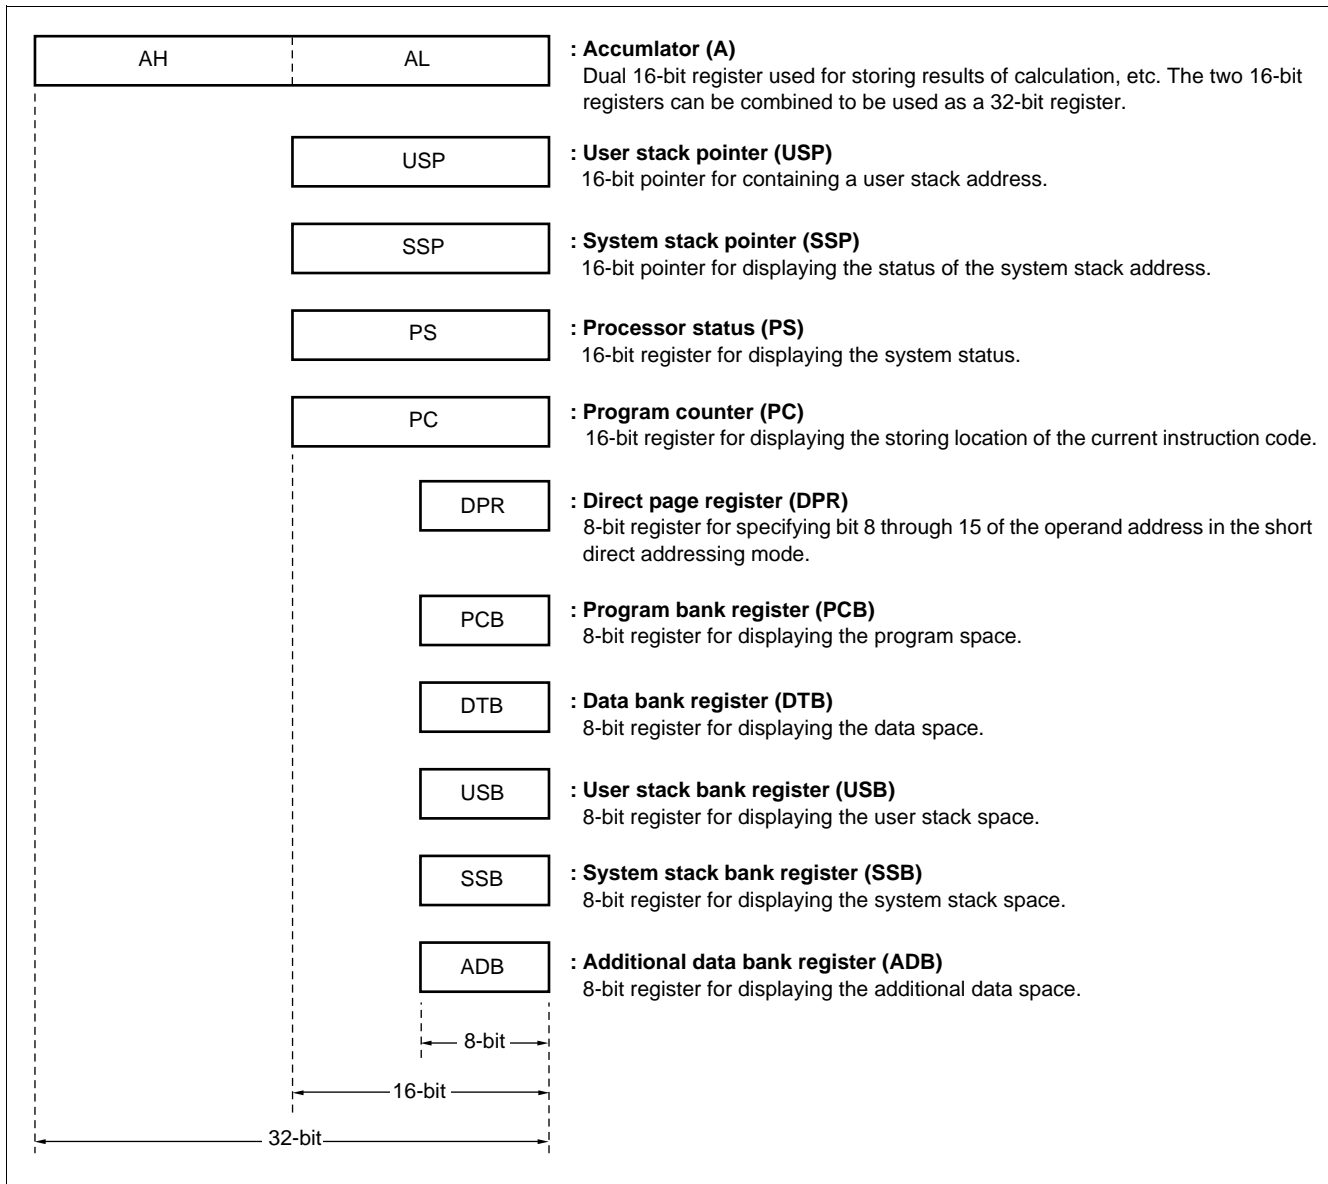 AH AL : Accumlator (A)
Dual 16-bit register used for storing results of calculation, etc. The two 16-bit
registers can be combined to be used as a 32-bit register.
USP : User stack pointer (USP)
16-bit pointer for containing a user stack address.
SSP : System stack pointer (SSP)
16-bit pointer for displaying the status of the system stack address.
PS : Processor status (PS)
16-bit register for displaying the system status.
PC : Program counter (PC)
16-bit register for displaying the storing location of the current instruction code.
DPR : Direct page register (DPR)
8-bit register for specifying bit 8 through 15 of the operand address in the short
direct addressing mode.
PCB : Program bank register (PCB)
8-bit register for displaying the program space.
DTB : Data bank register (DTB)
8-bit register for displaying the data space.
USB : User stack bank register (USB)
8-bit register for displaying the user stack space.
SSB : System stack bank register (SSB)
8-bit register for displaying the system stack space.
ADB : Additional data bank register (ADB)
8-bit register for displaying the additional data space.
8-bit
16-bit
32-bit